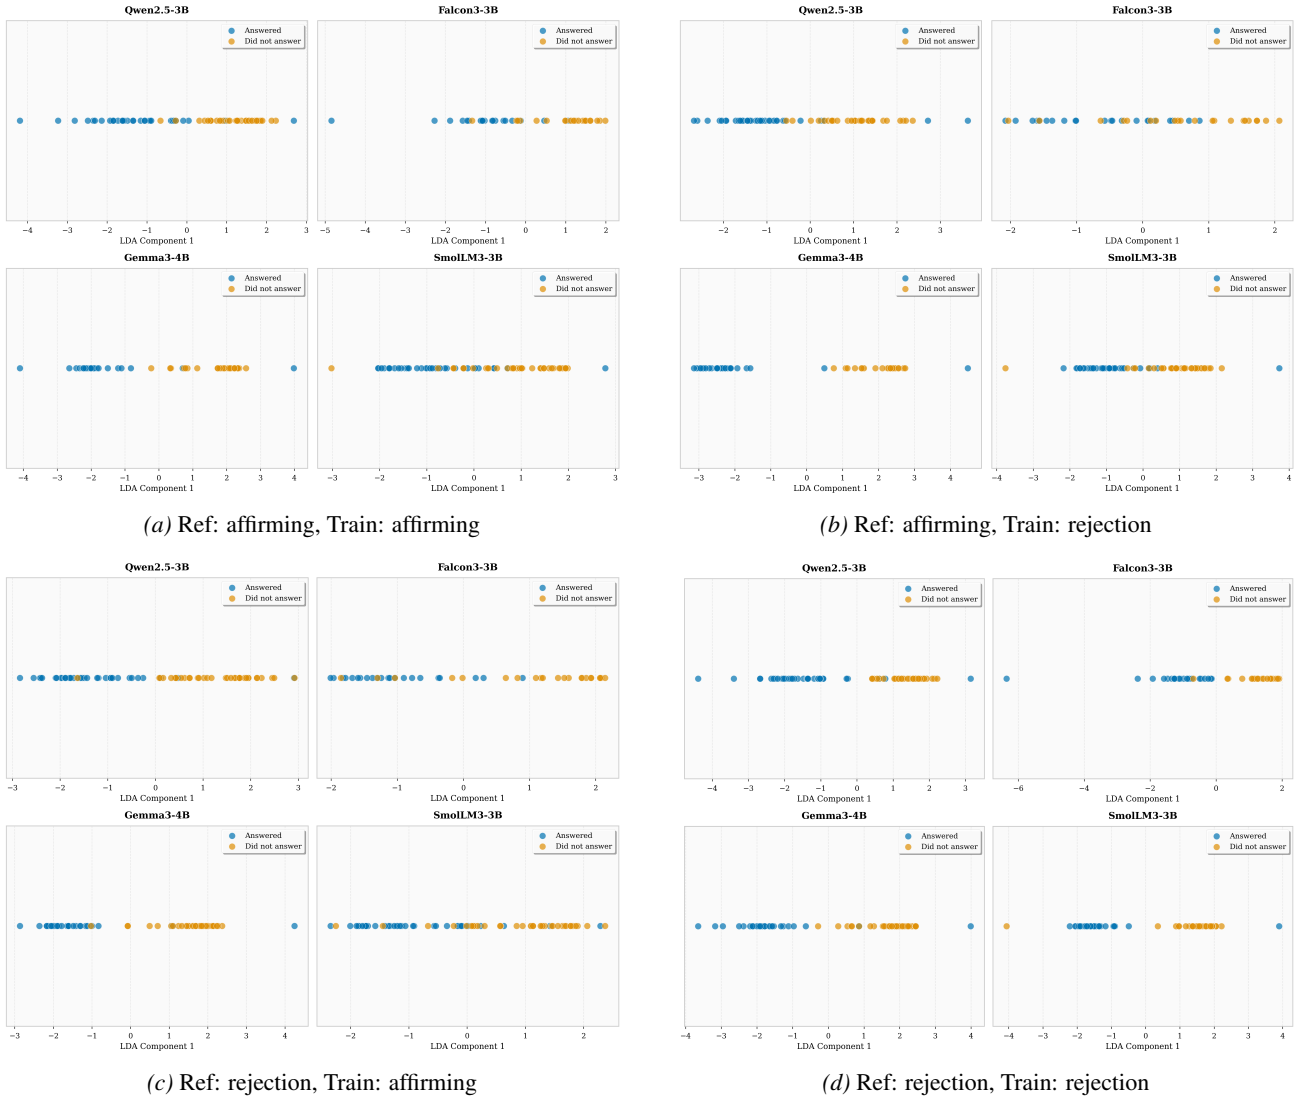 Qwen2.5-3B
Answered
Did not answer
−4 −3 −2 −1 0 1 2 3
LDA Component 1
Falcon3-3B
Answered
Did not answer
−5 −4 −3 −2 −1 0 1 2
LDA Component 1
Gemma3-4B
Answered
Did not answer
−4 −3 −2 −1 0 1 2 3 4
LDA Component 1
SmolLM3-3B
Answered
Did not answer
−3 −2 −1 0 1 2 3
LDA Component 1
(a) Ref: affirming, Train: affirming
Qwen2.5-3B
Answered
Did not answer
−2 −1 0 1 2 3
LDA Component 1
Falcon3-3B
Answered
Did not answer
−2 −1 0 1 2
LDA Component 1
Gemma3-4B
Answered
Did not answer
−3 −2 −1 0 1 2 3 4
LDA Component 1
SmolLM3-3B
Answered
Did not answer
−4 −3 −2 −1 0 1 2 3 4
LDA Component 1
(b) Ref: affirming, Train: rejection
Qwen2.5-3B
Answered
Did not answer
−3 −2 −1 0 1 2 3
LDA Component 1
Falcon3-3B
Answered
Did not answer
−2 −1 0 1 2
LDA Component 1
Gemma3-4B
Answered
Did not answer
−3 −2 −1 0 1 2 3 4
LDA Component 1
SmolLM3-3B
Answered
Did not answer
−2 −1 0 1 2
LDA Component 1
(c) Ref: rejection, Train: affirming
Qwen2.5-3B
Answered
Did not answer
−4 −3 −2 −1 0 1 2 3
LDA Component 1
Falcon3-3B
Answered
Did not answer
−6 −4 −2 0 2
LDA Component 1
Gemma3-4B
Answered
Did not answer
−4 −3 −2 −1 0 1 2 3 4
LDA Component 1
SmolLM3-3B
Answered
Did not answer
−4 −3 −2 −1 0 1 2 3 4
LDA Component 1
(d) Ref: rejection, Train: rejection